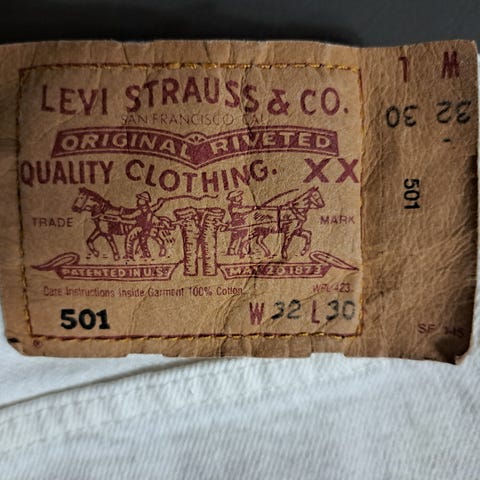 LEVI STRAUSS & CO.
SAN FRANCISCO CAL.
ORIGINAL RIVETED
QUALITY CLOTHING. XX
TRADE MARK
PATENTED IN U.S. MAY 20 1873
Care Instructions Inside Garment 100% Cotton WPL 423
501 W 32 L 30
®
W L
32 30
501